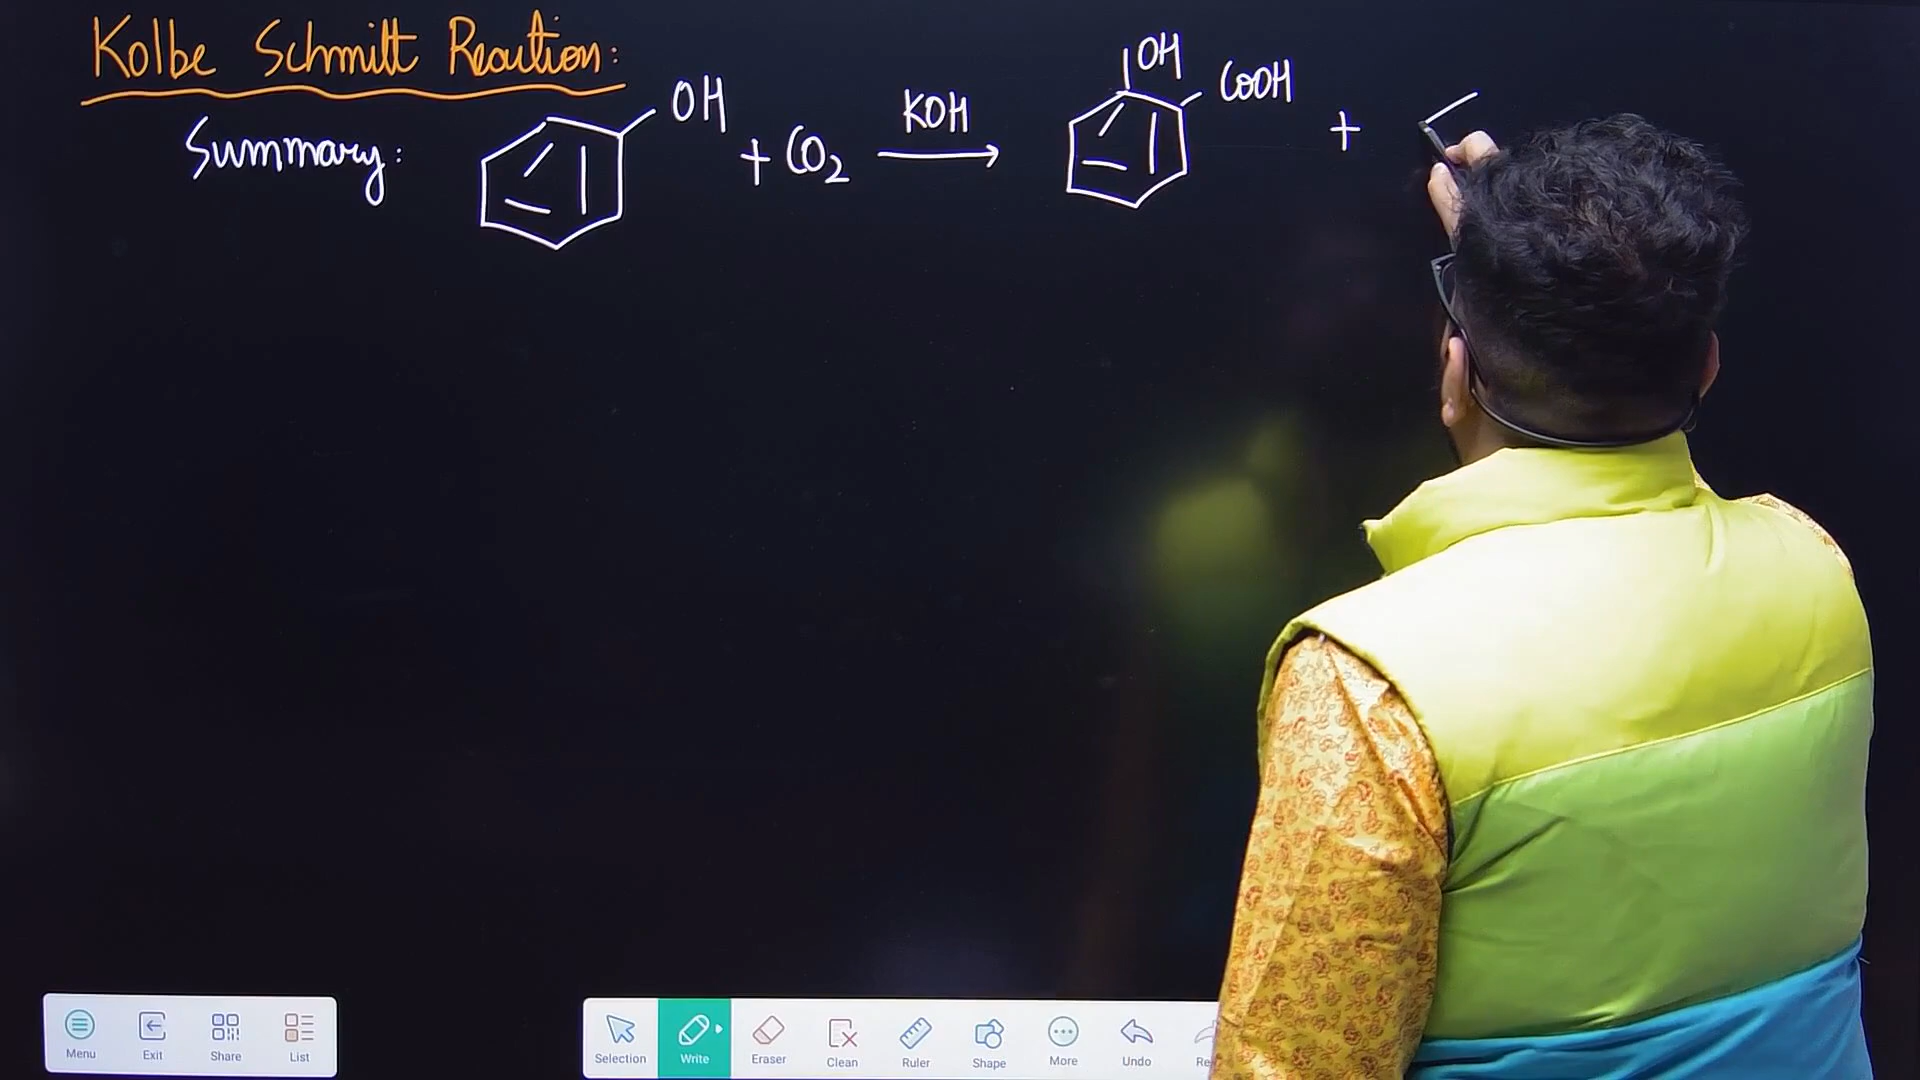 Kolbe Schmitt Reaction:
Summary: OH + CO2 KOH OH COOH +
Menu Exit Share List Selection Write Eraser Clean Ruler Shape More Undo